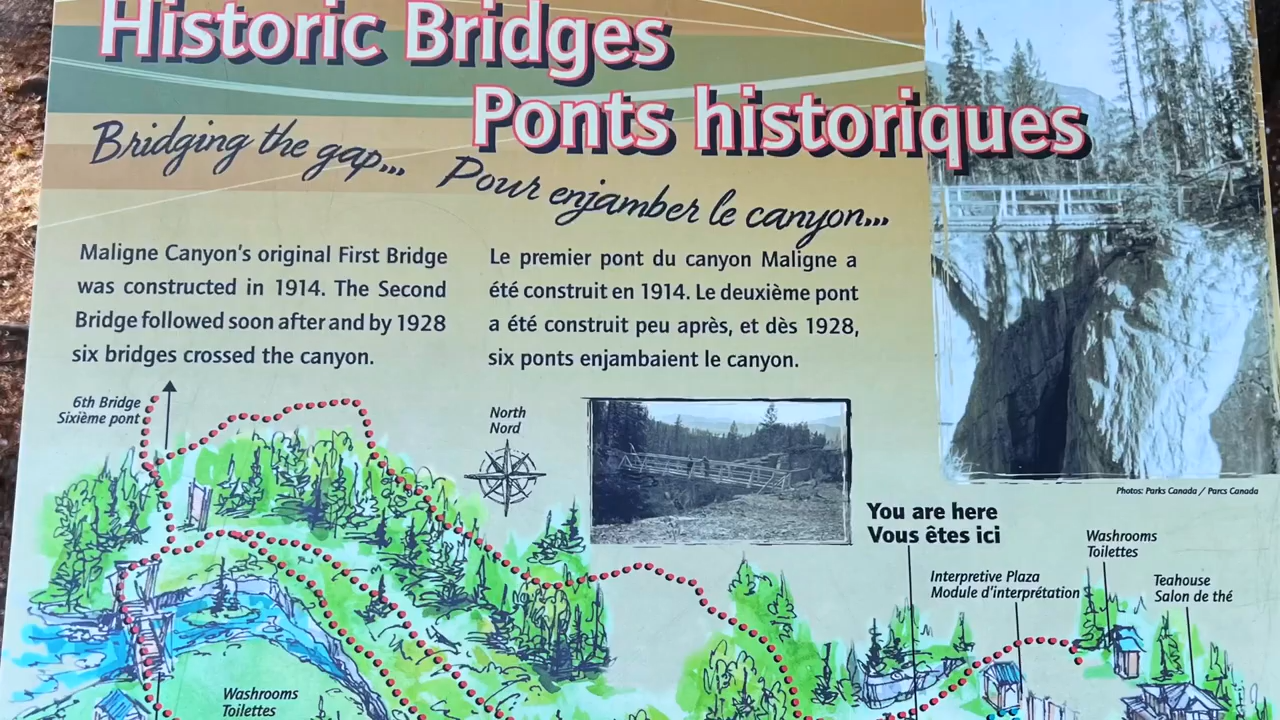 Historic Bridges
Ponts historiques
Bridging the gap...
Pour enjamber le canyon...
Maligne Canyon's original First Bridge
was constructed in 1914. The Second
Bridge followed soon after and by 1928
six bridges crossed the canyon.
Le premier pont du canyon Maligne a
été construit en 1914. Le deuxième pont
a été construit peu après, et dès 1928,
six ponts enjambaient le canyon.
6th Bridge
Sixième pont
North
Nord
Photos: Parks Canada / Parcs Canada
You are here
Vous êtes ici
Washrooms
Toilettes
Interpretive Plaza
Module d'interprétation
Teahouse
Salon de thé
Washrooms
Toilettes